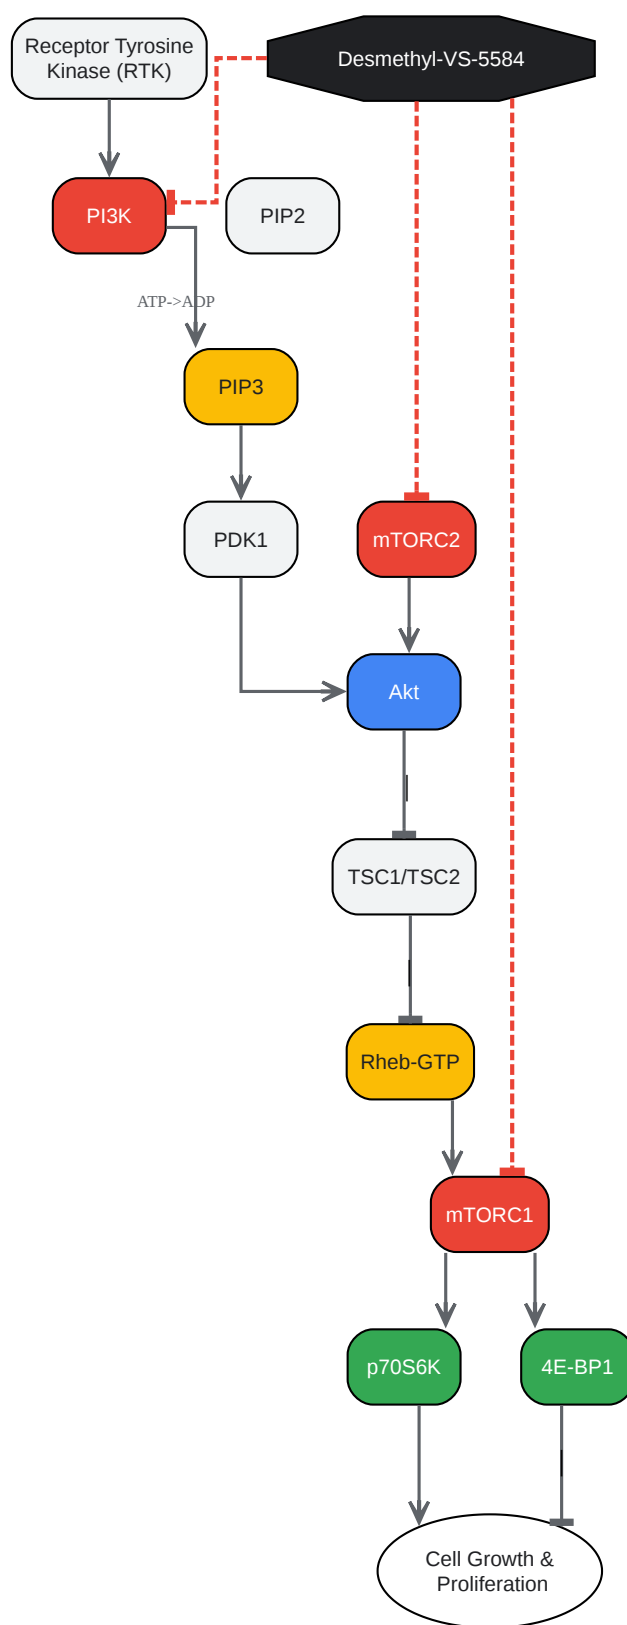 Receptor Tyrosine
Kinase (RTK)
Desmethyl-VS-5584
PI3K
PIP2
ATP->ADP
PIP3
PDK1
mTORC2
Akt
TSC1/TSC2
Rheb-GTP
mTORC1
p70S6K
4E-BP1
Cell Growth &
Proliferation